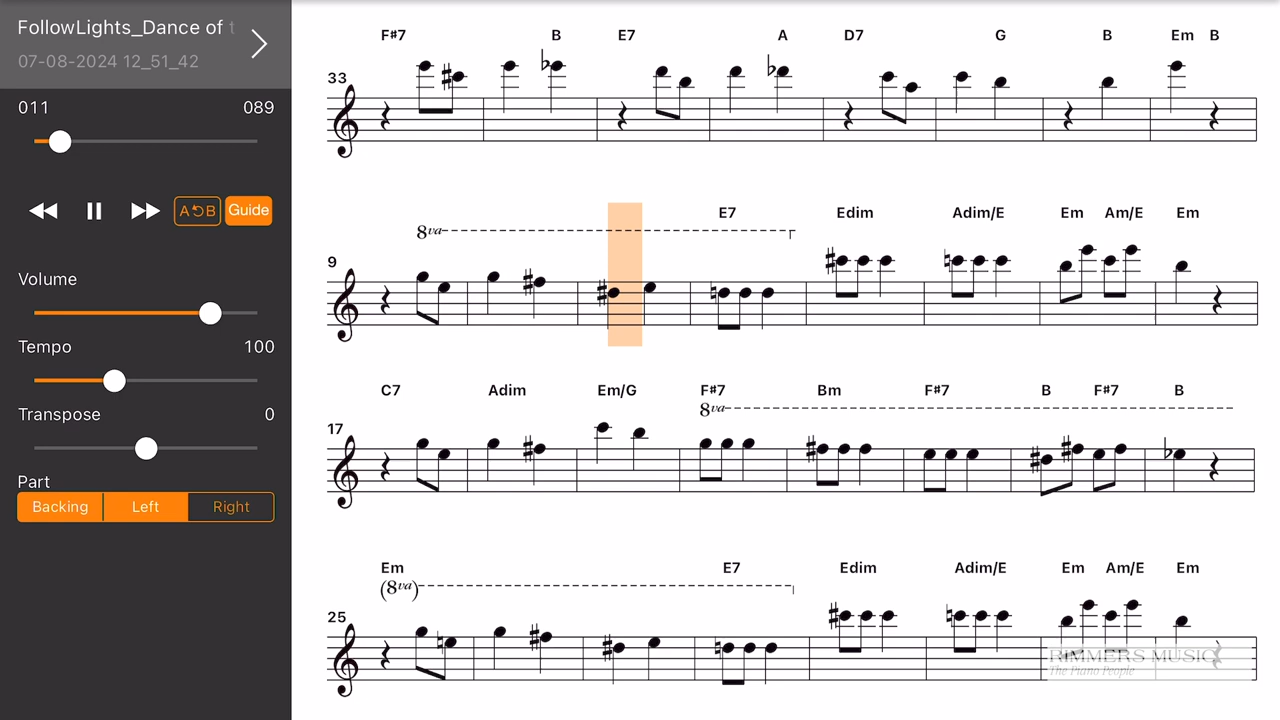 FollowLights_Dance of t
07-08-2024 12_51_42
011 089
Volume
Tempo 100
Transpose 0
Part
Backing Left Right
A B Guide
F#7 B E7 A D7 G B Em B
33
E7 Edim Adim/E Em Am/E Em
8va
9
C7 Adim Em/G F#7 Bm F#7 B F#7 B
8va
17
Em E7 Edim Adim/E Em Am/E Em
(8va)
25
RIMMERS MUSIC
The Piano People